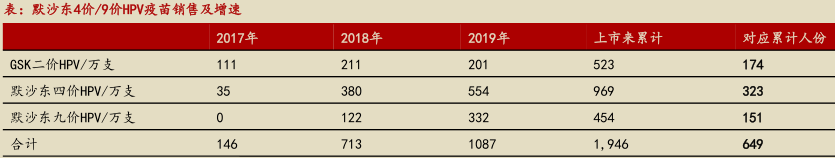 表：默沙东4价/9价HPV疫苗销售及增速
2017年 2018年 2019年 上市来累计 对应累计人份
GSK二价HPV/万支 111 211 201 523 174
默沙东四价HPV/万支 35 380 554 969 323
默沙东九价HPV/万支 0 122 332 454 151
合计 146 713 1087 1,946 649